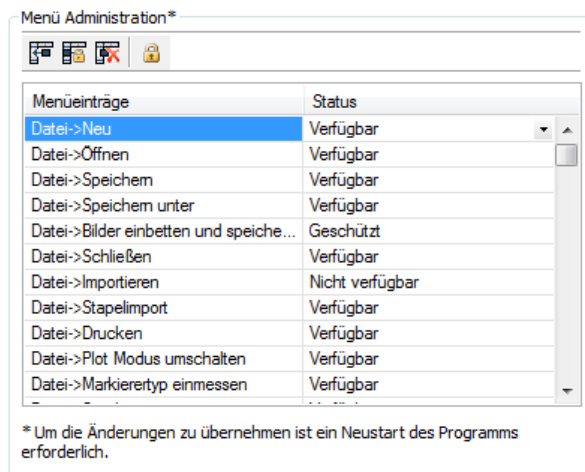 Menü Administration*
Menüeinträge Status
Datei->Neu Verfügbar
Datei->Öffnen Verfügbar
Datei->Speichern Verfügbar
Datei->Speichern unter Verfügbar
Datei->Bilder einbetten und speiche... Geschützt
Datei->Schließen Verfügbar
Datei->Importieren Nicht verfügbar
Datei->Stapelimport Verfügbar
Datei->Drucken Verfügbar
Datei->Plot Modus umschalten Verfügbar
Datei->Markierertyp einmessen Verfügbar
* Um die Änderungen zu übernehmen ist ein Neustart des Programms
erforderlich.